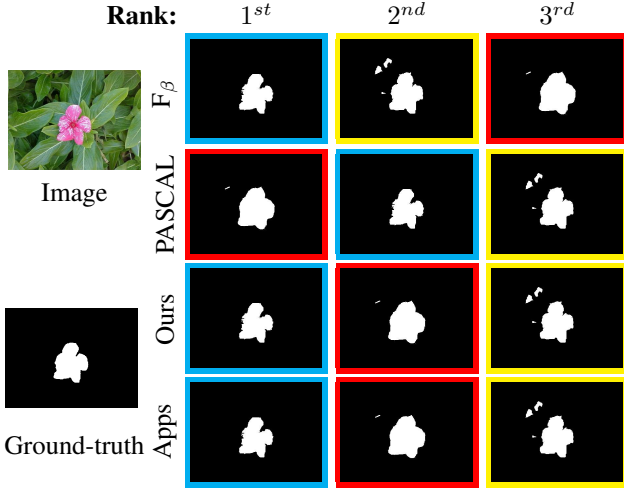 Rank: 1st 2nd 3rd
Fβ
Image
PASCAL
Ours
Ground-truth
Apps